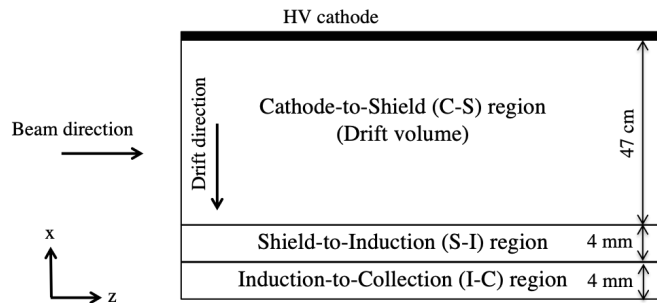 HV cathode
Cathode-to-Shield (C-S) region
(Drift volume)
Beam direction
Drift direction
47 cm
x
z
Shield-to-Induction (S-I) region
4 mm
Induction-to-Collection (I-C) region
4 mm